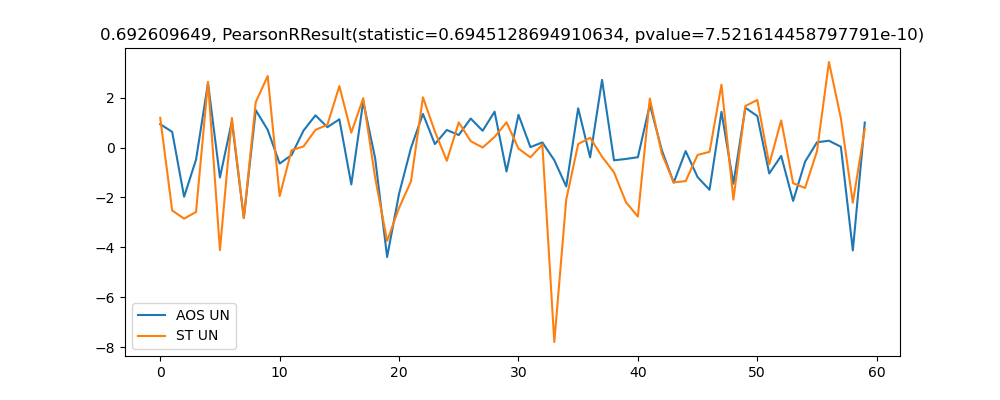 0.692609649, PearsonRResult(statistic=0.6945128694910634, pvalue=7.521614458797791e-10)
2
0
−2
−4
−6
−8
AOS UN
ST UN
0 10 20 30 40 50 60